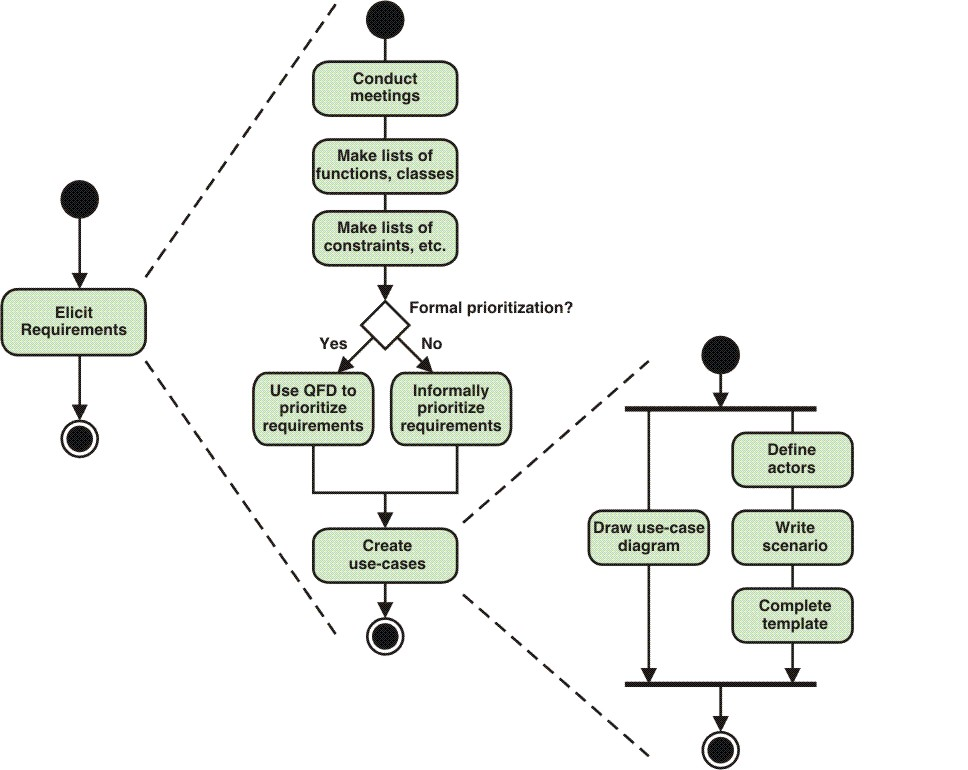 Elicit
Requirements
Conduct
meetings
Make lists of
functions, classes
Make lists of
constraints, etc.
Formal prioritization?
Yes
No
Use QFD to
prioritize
requirements
Informally
prioritize
requirements
Create
use-cases
Draw use-case
diagram
Define
actors
Write
scenario
Complete
template